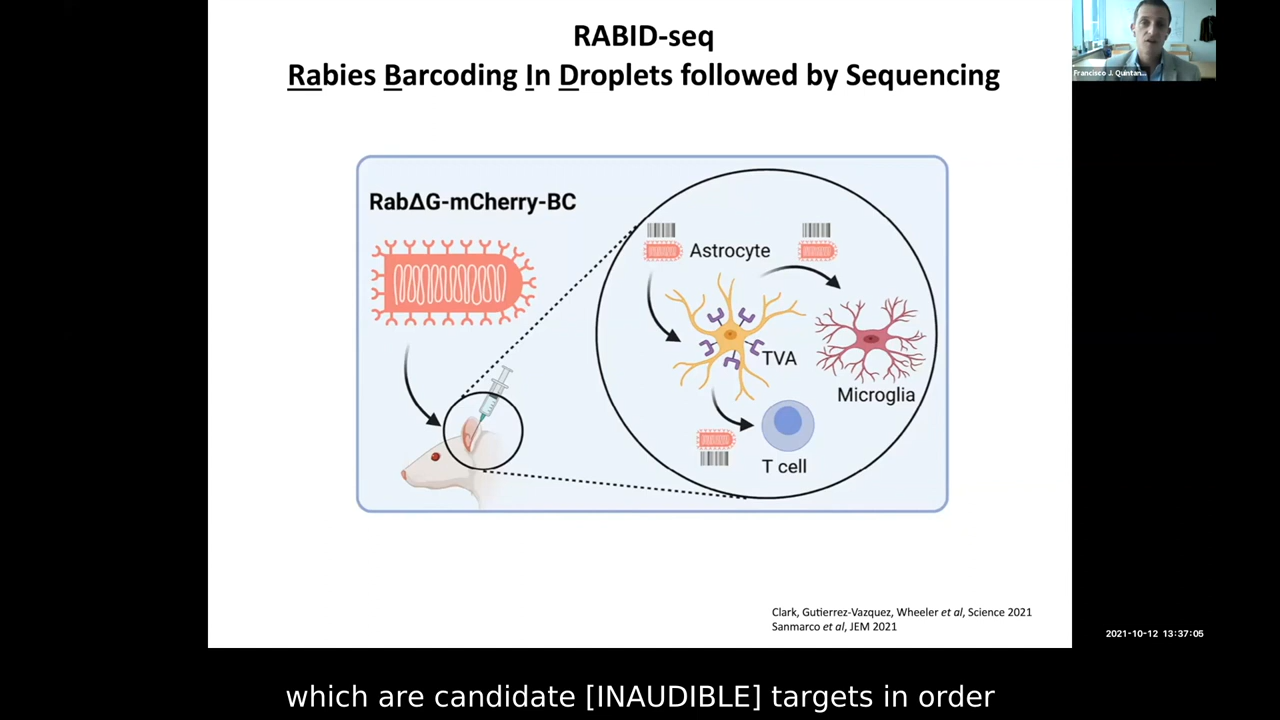 RABID-seq
Rabies Barcoding In Droplets followed by Sequencing
RabΔG-mCherry-BC
Astrocyte
TVA
Microglia
T cell
Clark, Gutierrez-Vazquez, Wheeler et al, Science 2021
Sanmarco et al, JEM 2021
Francisco J. Quintan...
2021-10-12 13:37:05
which are candidate [INAUDIBLE] targets in order